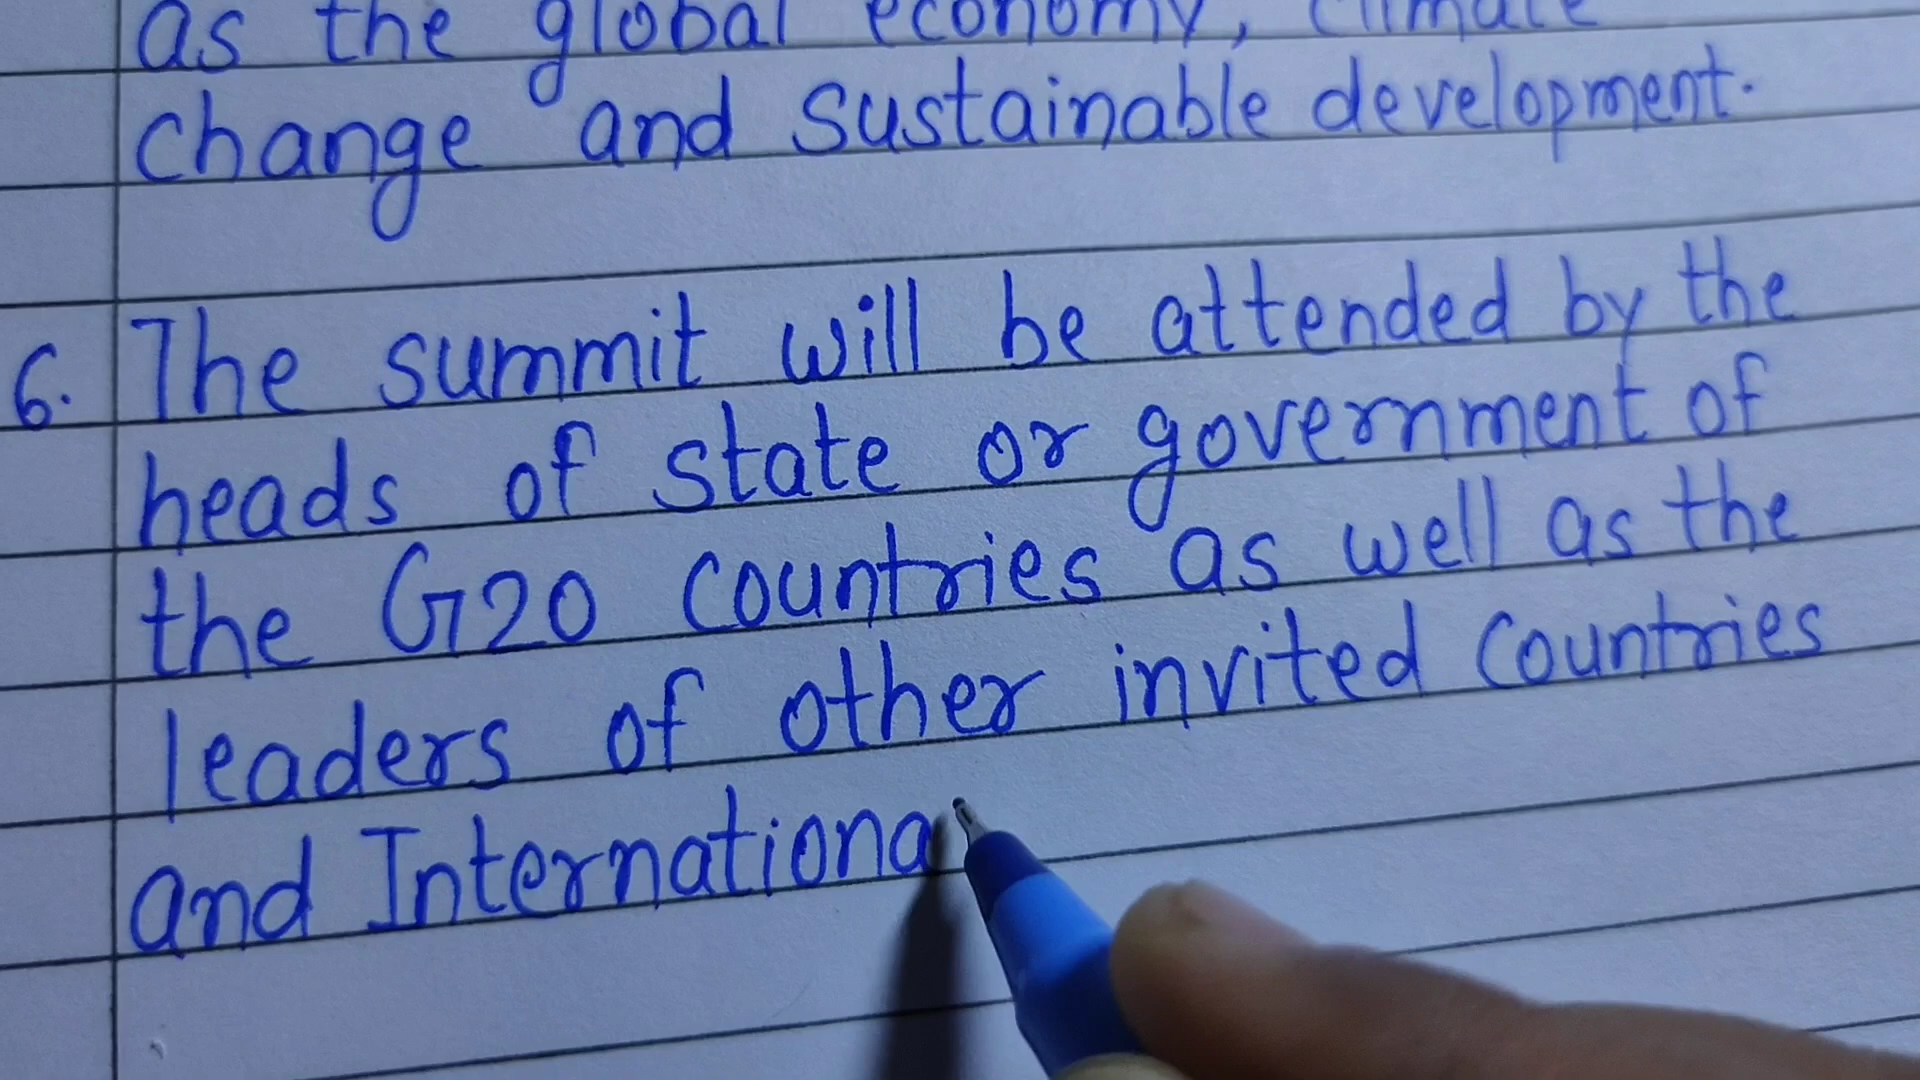 as the global economy, climate
change and sustainable development.
6. The summit will be attended by the
heads of state or government of
the G20 countries as well as the
leaders of other invited countries
and Internationa